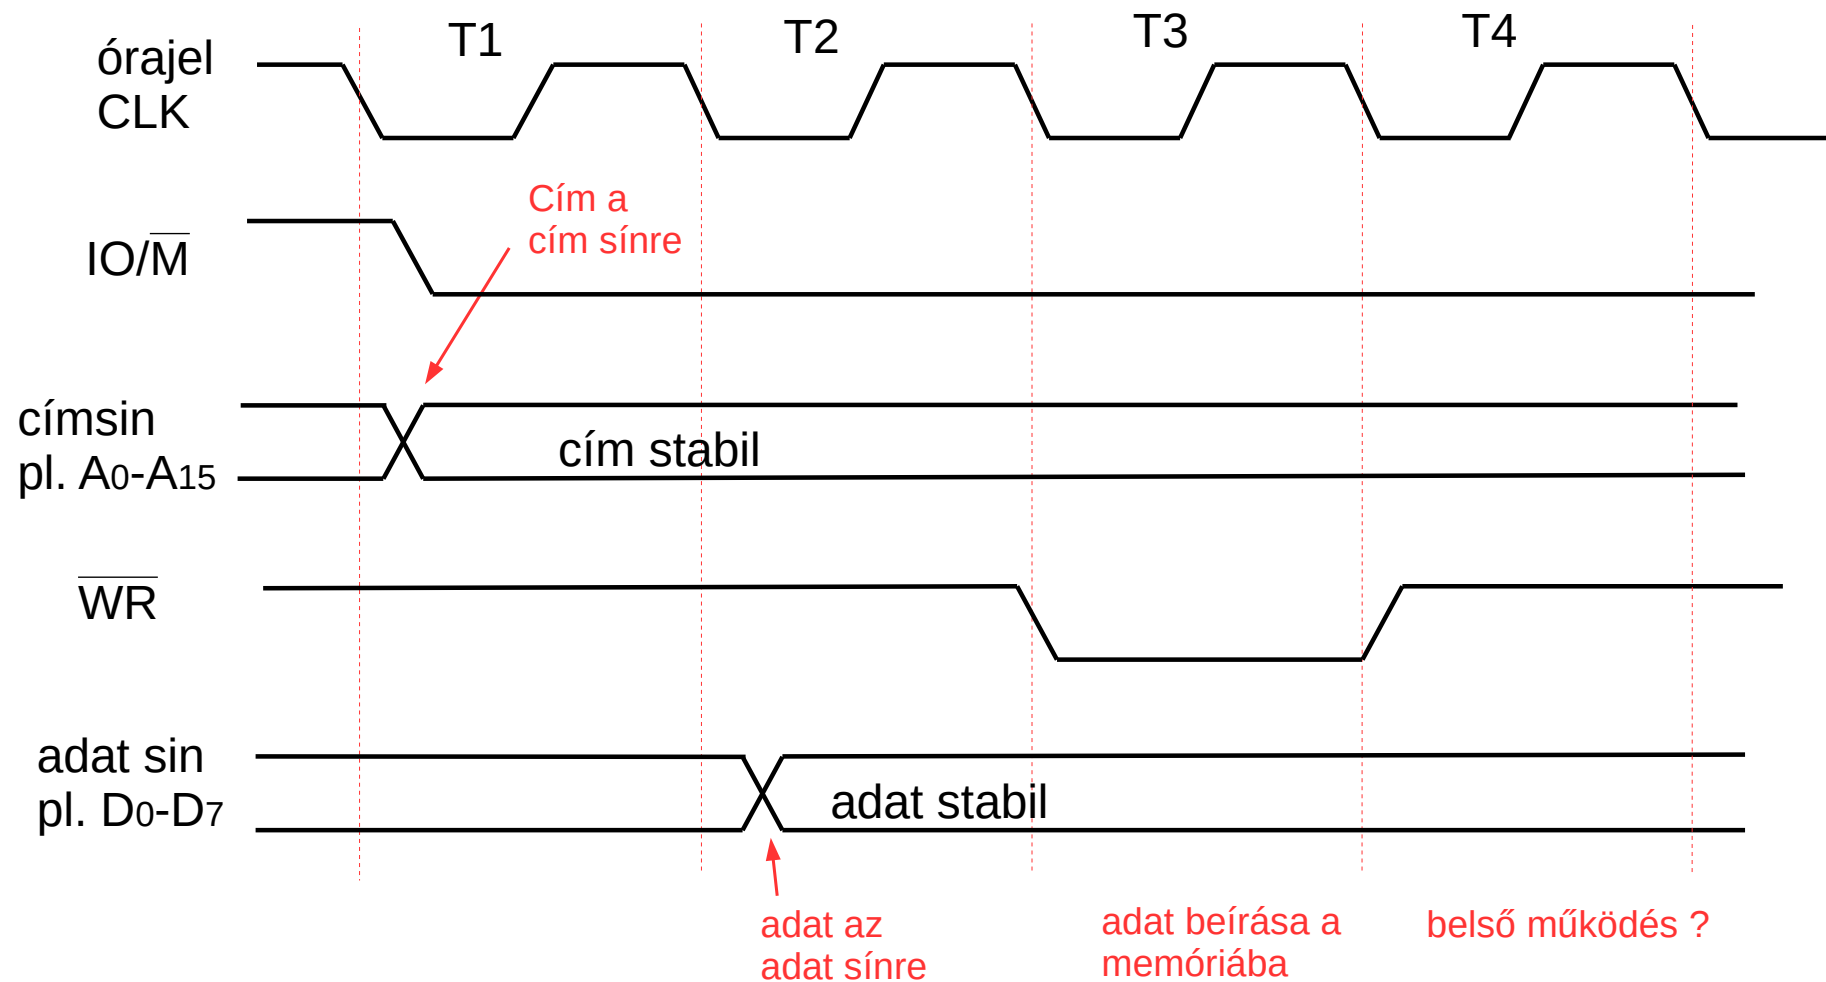 T1
T2
T3
T4
órajel
CLK
Cím a
cím sínre
IO/M̅
címsin
pl. A0-A15
cím stabil
W̅R̅
adat sin
pl. D0-D7
adat stabil
adat az
adat sínre
adat beírása a
memóriába
belső működés ?